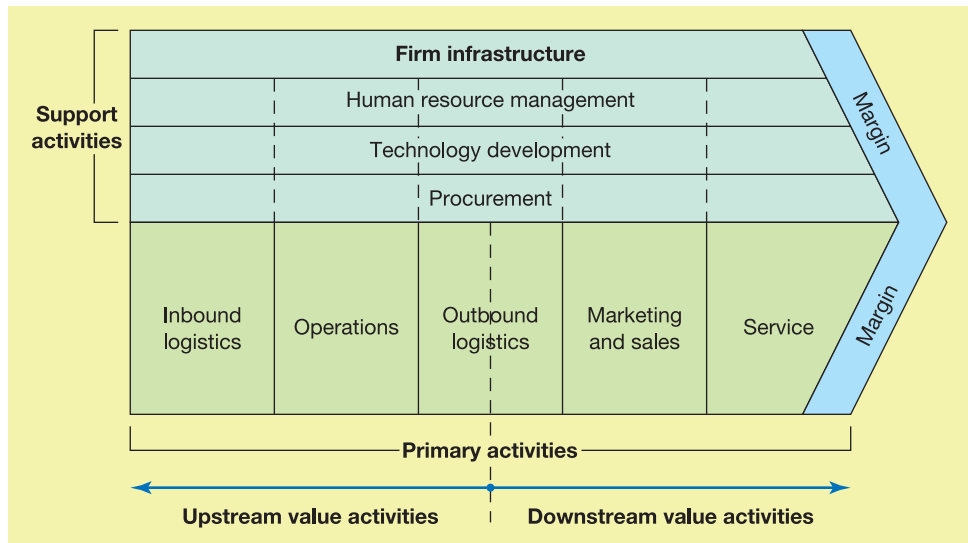 Firm infrastructure
Support
activities
Human resource management
Technology development
Procurement
Margin
Inbound
logistics
Operations
Outbound
logistics
Marketing
and sales
Service
Margin
Primary activities
Upstream value activities
Downstream value activities